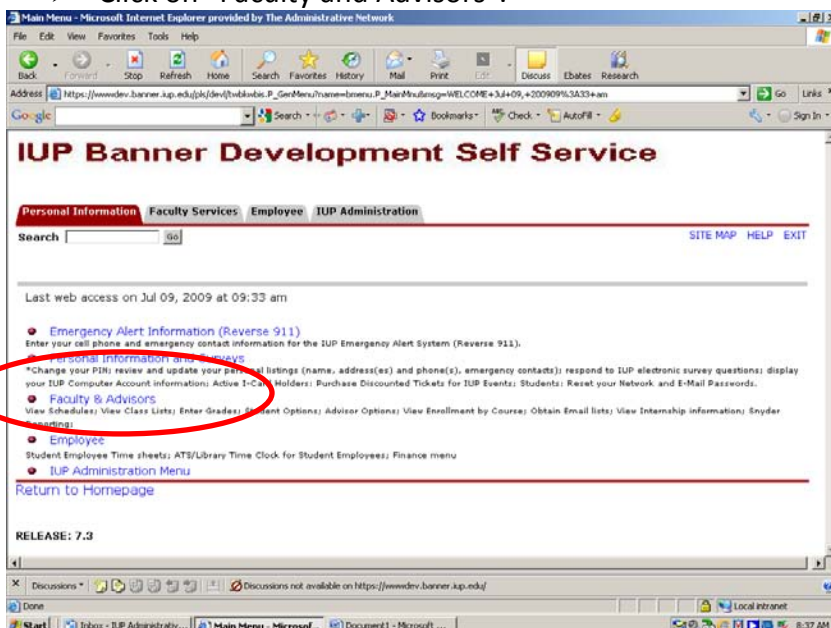 Click on "Faculty and Advisors".
Main Menu - Microsoft Internet Explorer provided by The Administrative Network
File Edit View Favorites Tools Help
Back Forward Stop Refresh Home Search Favorites History Mail Print Edit Discuss Ebates Research
Address https://wwwdev.banner.iup.edu/pls/devl/twbkwbis.P_GenMenu?name=bmenu.P_MainMnu&msg=WELCOME+Jul+09,+200909%3A33+am Go Links
Google Search Bookmarks Check AutoFill Sign In
IUP Banner Development Self Service
Personal Information Faculty Services Employee IUP Administration
Search Go SITE MAP HELP EXIT
Last web access on Jul 09, 2009 at 09:33 am
Emergency Alert Information (Reverse 911)
Enter your cell phone and emergency contact information for the IUP Emergency Alert System (Reverse 911).
Personal Information and Surveys
*Change your PIN; review and update your personal listings (name, address(es) and phone(s), emergency contacts); respond to IUP electronic survey questions; display
your IUP Computer Account information; Active I-Card Holders: Purchase Discounted Tickets for IUP Events; Students: Reset your Network and E-Mail Passwords.
Faculty & Advisors
View Schedules; View Class Lists; Enter Grades; Student Options; Advisor Options; View Enrollment by Course; Obtain Email lists; View Internship information; Snyder
Reporting;
Employee
Student Employee Time sheets; ATS/Library Time Clock for Student Employees; Finance menu
IUP Administration Menu
Return to Homepage
RELEASE: 7.3
Discussions Discussions not available on https://wwwdev.banner.iup.edu/
Done Local intranet
Start Inbox - IUP Administrativ... Main Menu - Microsof... Document1 - Microsoft ... 8:37 AM